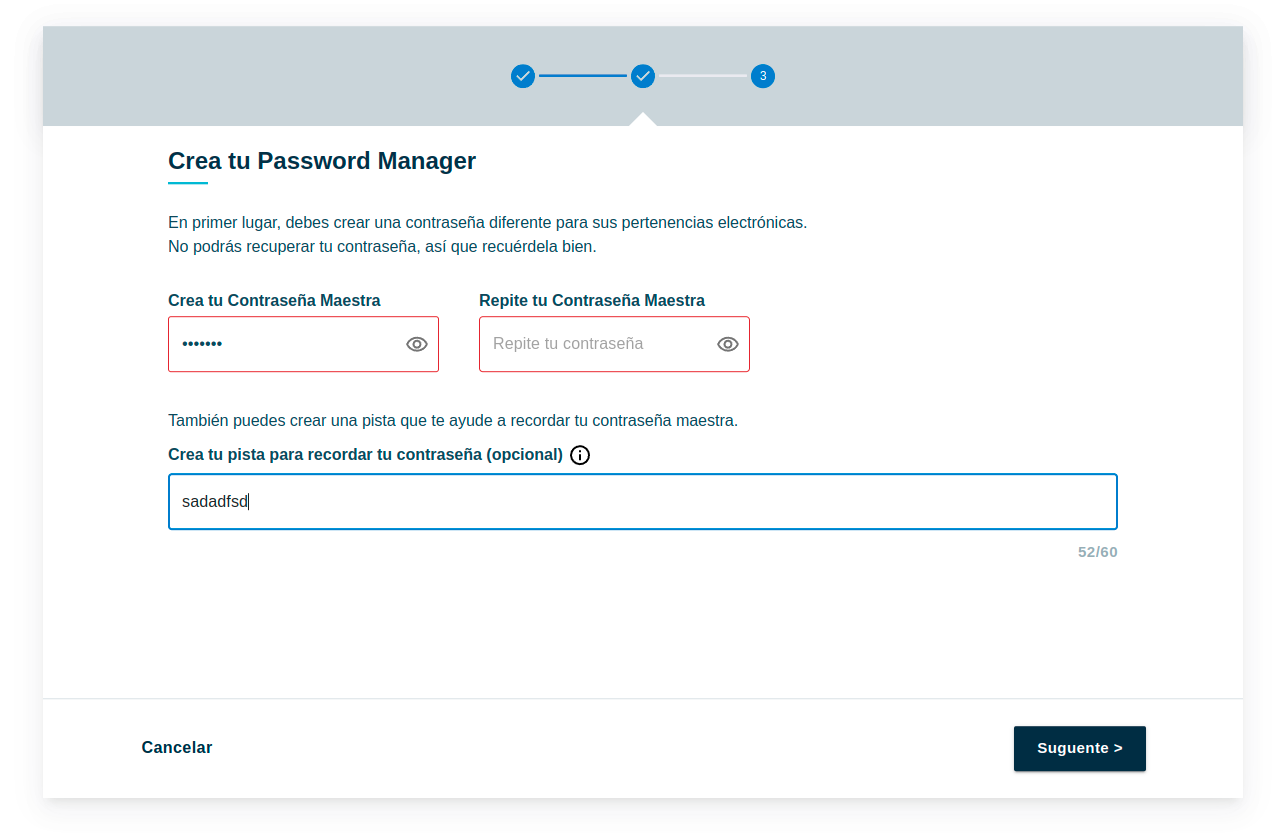 3
Crea tu Password Manager
En primer lugar, debes crear una contraseña diferente para sus pertenencias electrónicas.
No podrás recuperar tu contraseña, así que recuérdela bien.
Crea tu Contraseña Maestra
Repite tu Contraseña Maestra
•••••••
Repite tu contraseña
También puedes crear una pista que te ayude a recordar tu contraseña maestra.
Crea tu pista para recordar tu contraseña (opcional)
sadadfsd
52/60
Cancelar
Suguente >